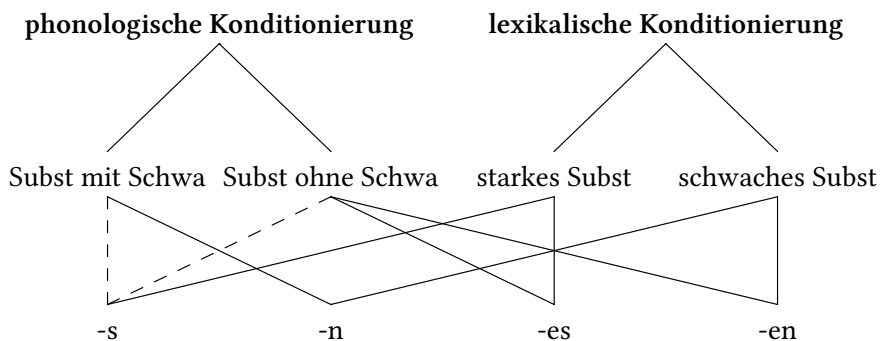 phonologische Konditionierung lexikalische Konditionierung
Subst mit Schwa Subst ohne Schwa starkes Subst schwaches Subst
-s -n -es -en